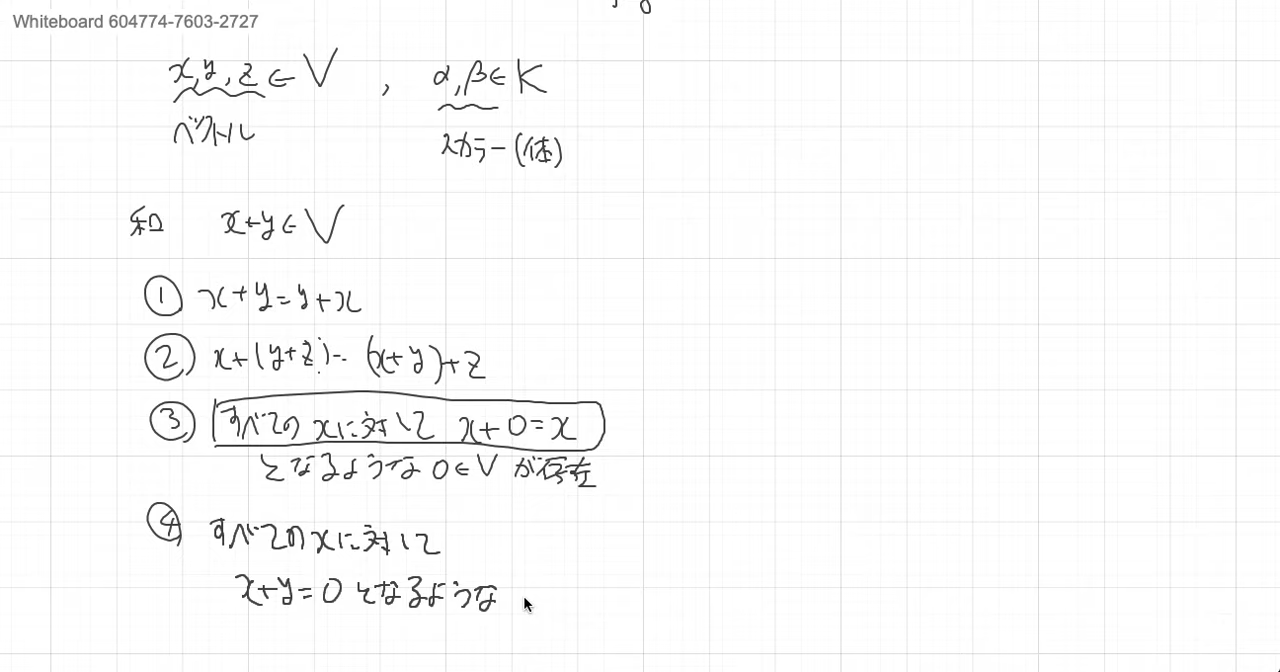 Whiteboard 604774-7603-2727
x,y,z∈V , α,β∈K
ベクトル スカラー(体)
和 x+y∈V
① x+y=y+x
② x+(y+z)=(x+y)+z
③ すべてのxに対して x+0=x
となるような 0∈V が存在
④ すべてのxに対して
x+y=0 となるような